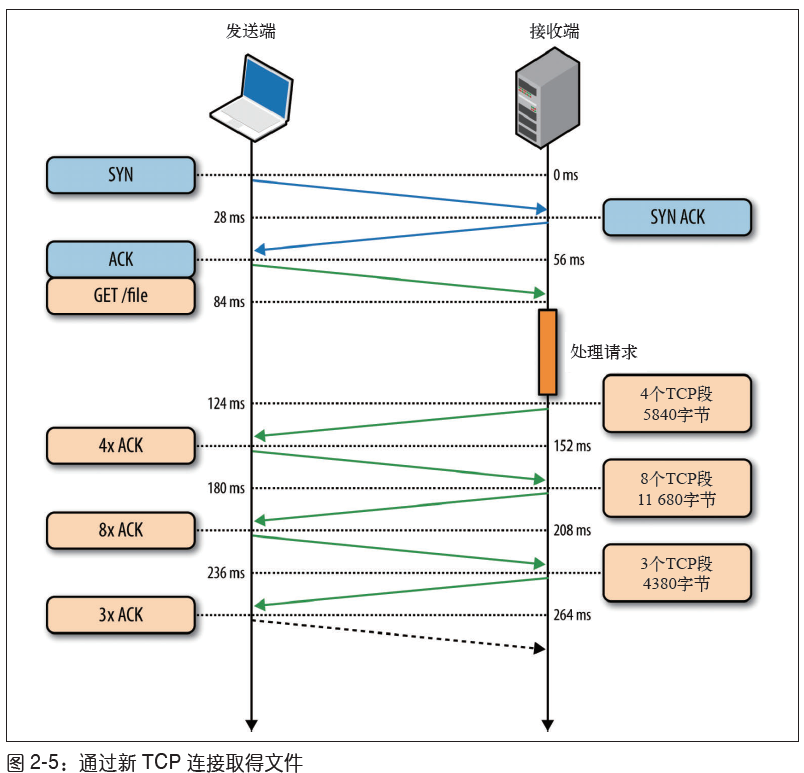 发送端
接收端
SYN
0 ms
28 ms
SYN ACK
ACK
56 ms
GET /file
84 ms
处理请求
124 ms
4个TCP段
5840字节
4x ACK
152 ms
180 ms
8个TCP段
11 680字节
8x ACK
208 ms
236 ms
3个TCP段
4380字节
3x ACK
264 ms
图 2-5：通过新 TCP 连接取得文件